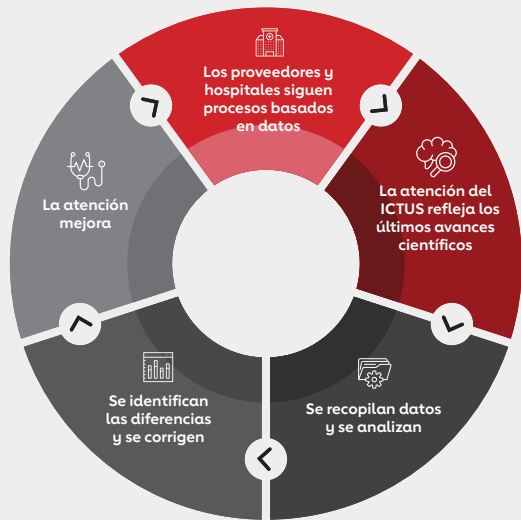 Los proveedores y
hospitales siguen
procesos basados
en datos
La atención del
ICTUS refleja los
últimos avances
científicos
Se recopilan datos
y se analizan
Se identifican
las diferencias
y se corrigen
La atención
mejora